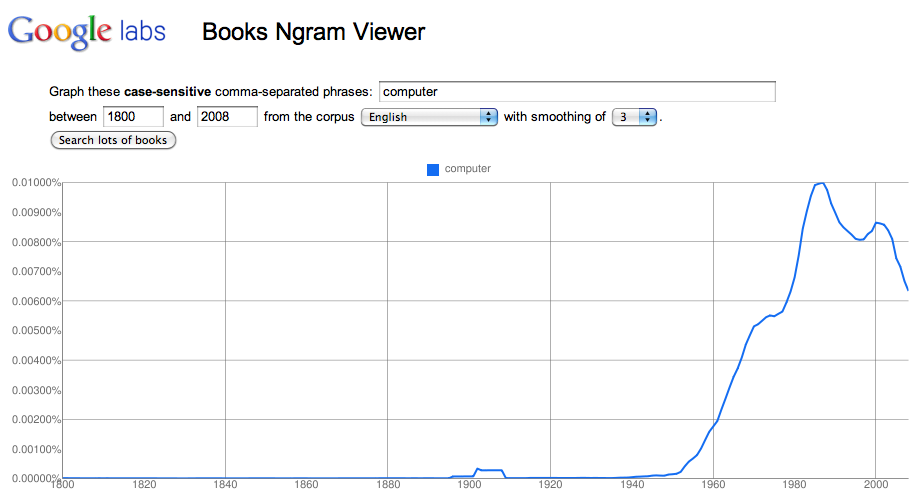 Google labs Books Ngram Viewer
Graph these case-sensitive comma-separated phrases: computer
between 1800 and 2008 from the corpus English with smoothing of 3 .
Search lots of books
computer
0.01000%
0.00900%
0.00800%
0.00700%
0.00600%
0.00500%
0.00400%
0.00300%
0.00200%
0.00100%
0.00000%
1800 1820 1840 1860 1880 1900 1920 1940 1960 1980 2000